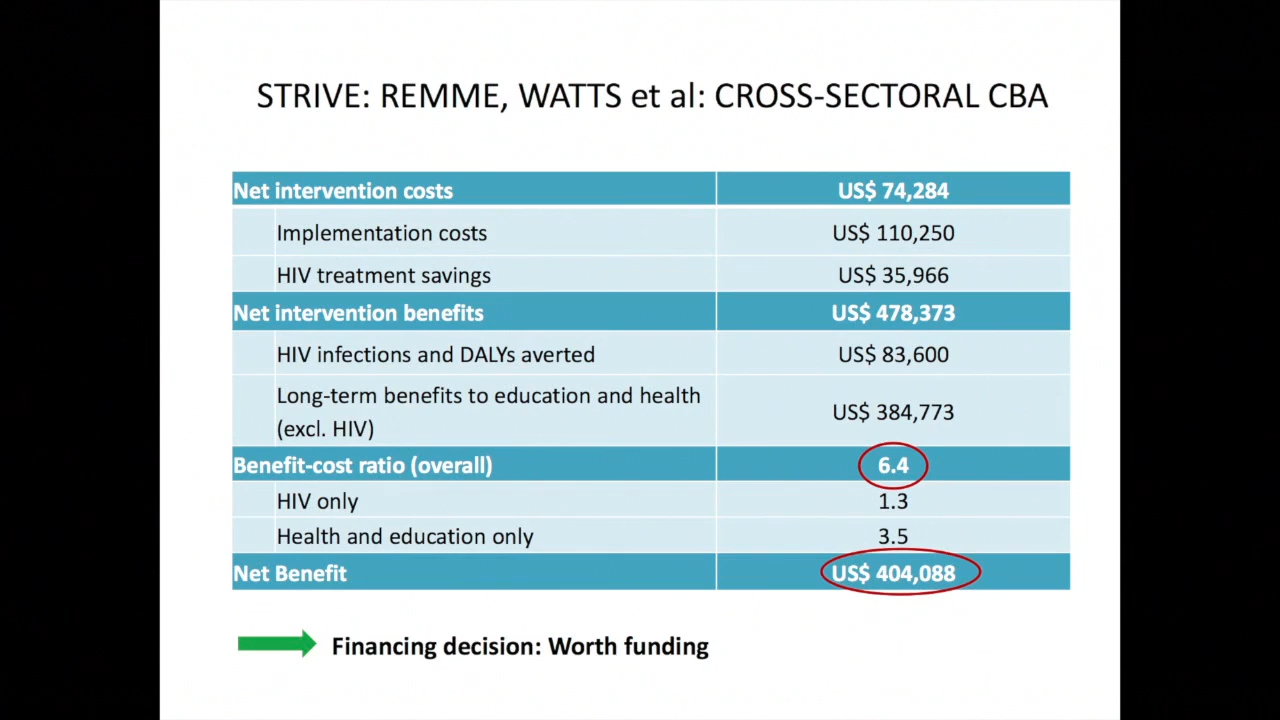 STRIVE: REMME, WATTS et al: CROSS-SECTORAL CBA
Net intervention costs US$ 74,284
Implementation costs US$ 110,250
HIV treatment savings US$ 35,966
Net intervention benefits US$ 478,373
HIV infections and DALYs averted US$ 83,600
Long-term benefits to education and health
(excl. HIV) US$ 384,773
Benefit-cost ratio (overall) 6.4
HIV only 1.3
Health and education only 3.5
Net Benefit US$ 404,088
Financing decision: Worth funding